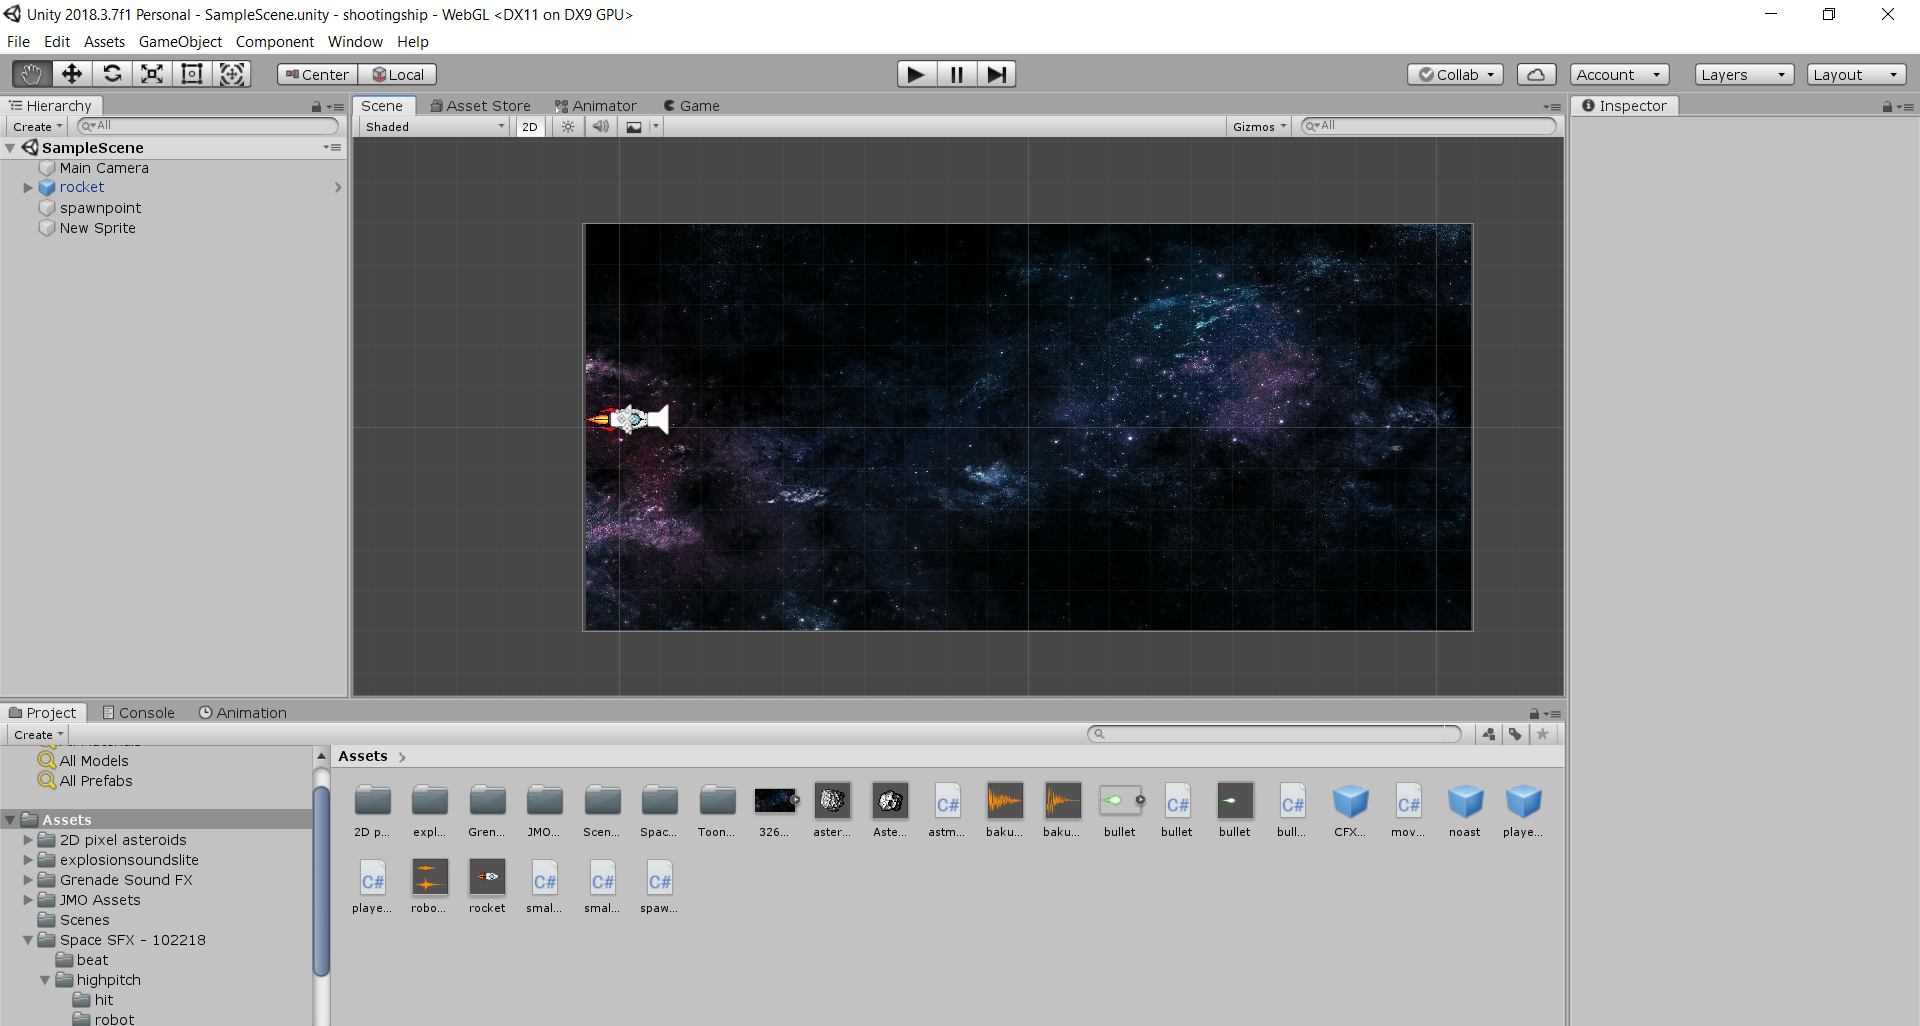 Unity 2018.3.7f1 Personal - SampleScene.unity - shootingship - WebGL <DX11 on DX9 GPU>
File Edit Assets GameObject Component Window Help
Center Local Collab Account Layers Layout
Hierarchy
Create All
SampleScene
Main Camera
rocket
spawnpoint
New Sprite
Scene Asset Store Animator Game
Shaded 2D Gizmos All
Inspector
Project Console Animation
Create
All Models
All Prefabs
Assets
2D pixel asteroids
explosionsoundslite
Grenade Sound FX
JMO Assets
Scenes
Space SFX - 102218
beat
highpitch
hit
robot
Assets
C# C# C# C#
2D p... expl... Gren... JMO... Scen... Spac... Toon... 326... aster... Aste... astm... baku... baku... bullet bullet bullet bull... CFX... mov... noast playe...
C# C# C# C#
playe... robo... rocket smal... smal... spaw...